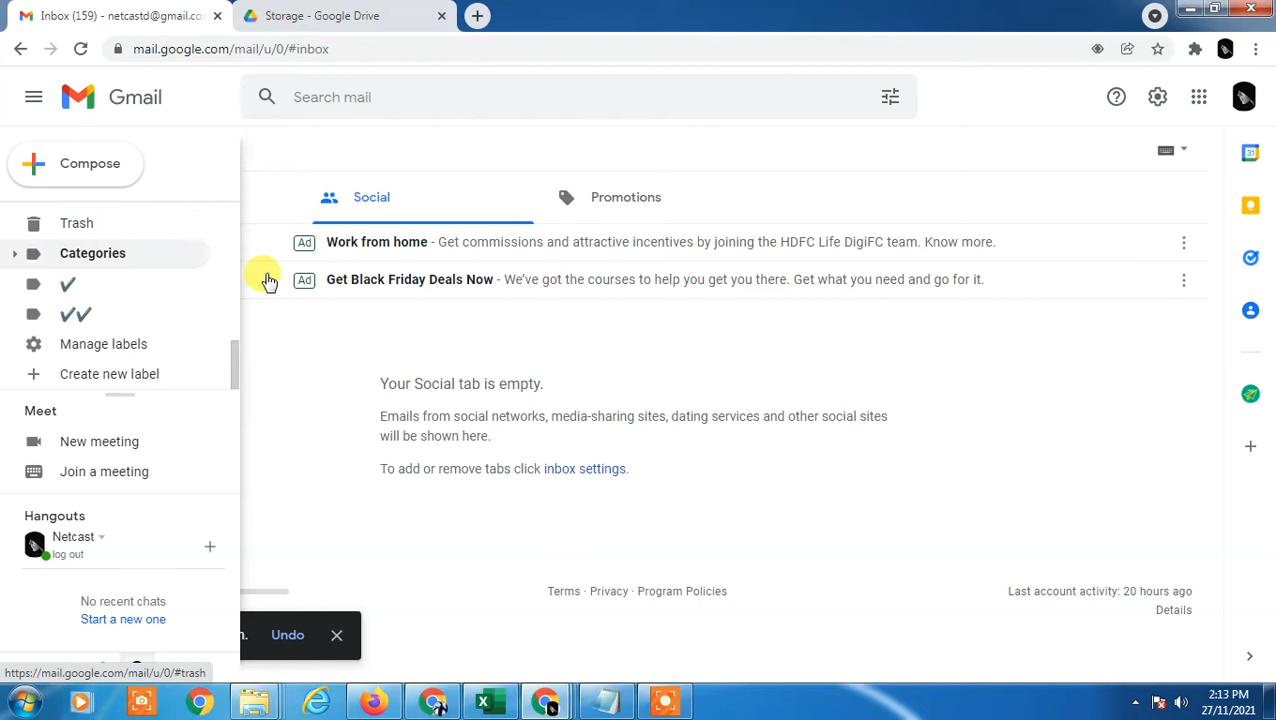 Inbox (159) - netcastd@gmail.co
Storage - Google Drive
mail.google.com/mail/u/0/#inbox
Gmail
Search mail
Compose
Social
Promotions
Trash
Categories
Ad Work from home - Get commissions and attractive incentives by joining the HDFC Life DigiFC team. Know more.
Ad Get Black Friday Deals Now - We've got the courses to help you get you there. Get what you need and go for it.
✔
✔✔
Manage labels
Create new label
Your Social tab is empty.
Emails from social networks, media-sharing sites, dating services and other social sites
will be shown here.
To add or remove tabs click inbox settings.
Meet
New meeting
Join a meeting
Hangouts
Netcast
log out
No recent chats
Start a new one
Terms · Privacy · Program Policies
Last account activity: 20 hours ago
Details
n. Undo
https://mail.google.com/mail/u/0/#trash
31
2:13 PM
27/11/2021